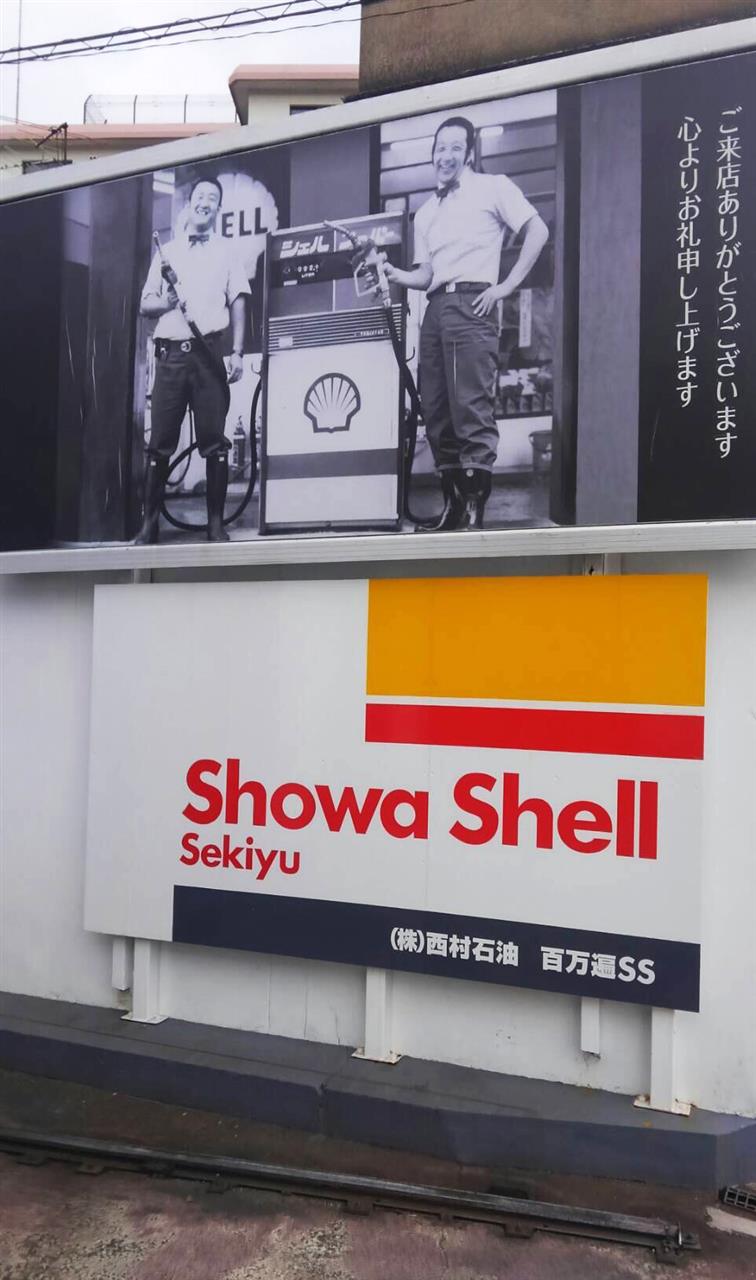 ご来店ありがとうございます
心よりお礼申し上げます
ELL
シェル
Showa Shell
Sekiyu
(株)西村石油 百万遍SS